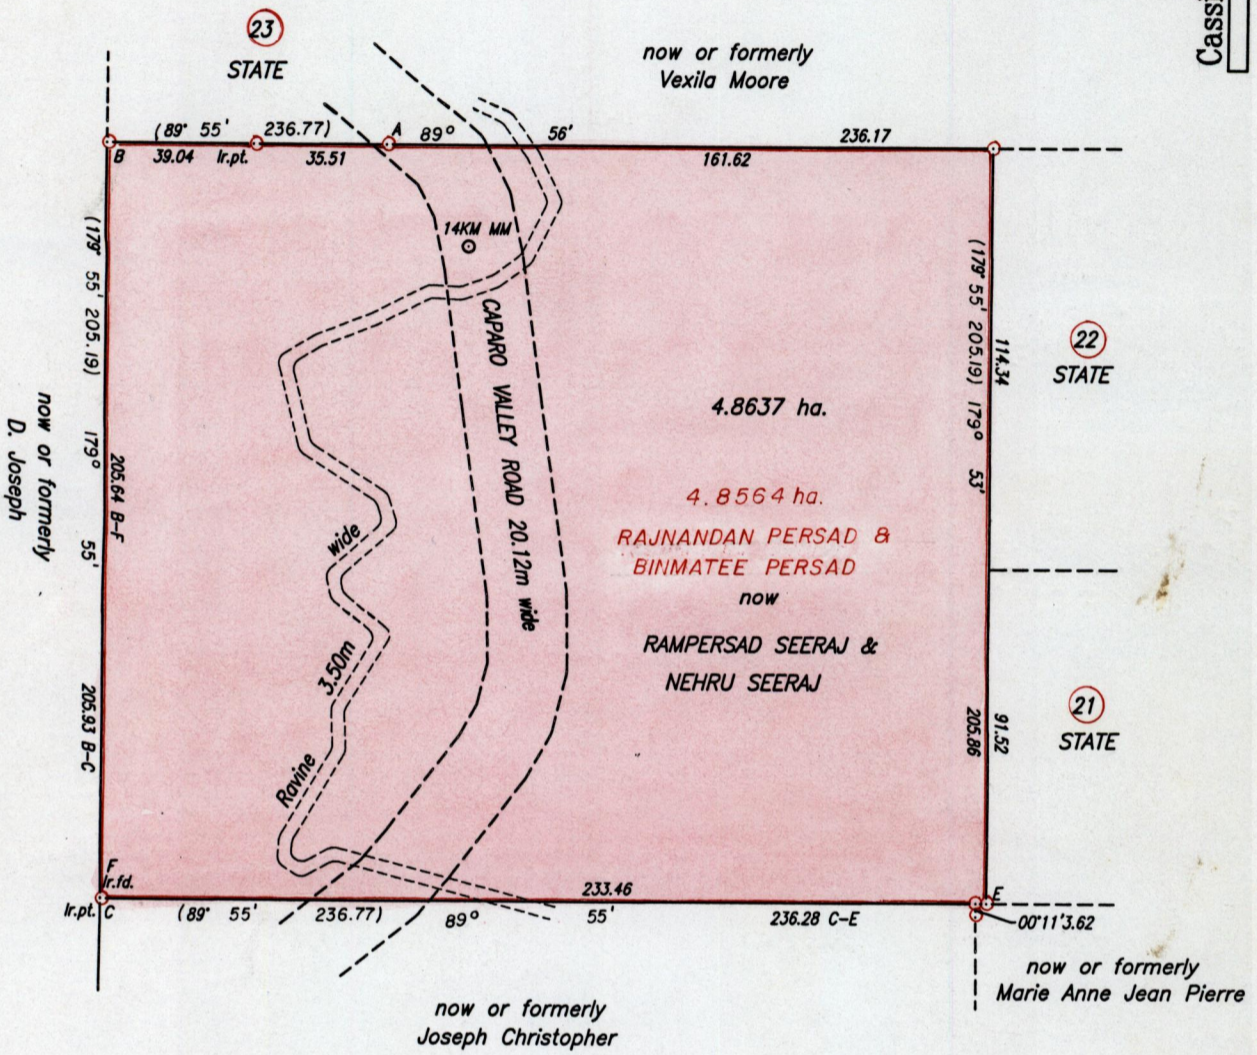 Cass
23
STATE
now or formerly
Vexila Moore
(89° 55' 236.77) A 89° 56' 236.17
B 39.04 Ir.pt. 35.51 161.62
14KM MM
(179° 55' 205.19) 179° 55'
205.64 B-F
205.93 B-C
now or formerly
D. Joseph
CAPARO VALLEY ROAD 20.12m wide
Ravine 3.50m wide
4.8637 ha.
4.8564 ha.
RAJNANDAN PERSAD &
BINMATEE PERSAD
now
RAMPERSAD SEERAJ &
NEHRU SEERAJ
(179° 55' 205.19) 179° 53'
114.34
205.86
91.52
22
STATE
21
STATE
F
Ir.fd.
233.46
E
Ir.pt. C (89° 55' 236.77) 89° 55' 236.28 C-E
00°11'3.62
now or formerly
Marie Anne Jean Pierre
now or formerly
Joseph Christopher